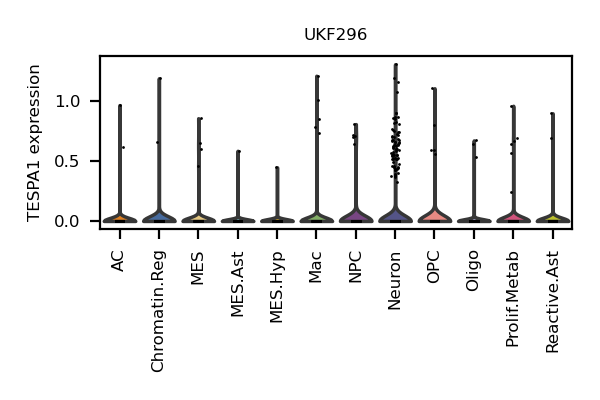 UKF296
TESPA1 expression
1.0
0.5
0.0
AC
Chromatin.Reg
MES
MES.Ast
MES.Hyp
Mac
NPC
Neuron
OPC
Oligo
Prolif.Metab
Reactive.Ast